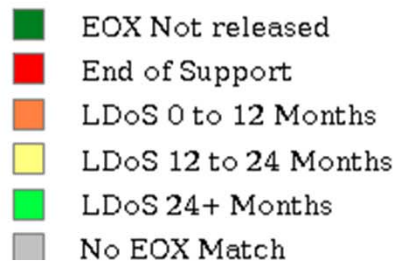 EOX Not released
End of Support
LDoS 0 to 12 Months
LDoS 12 to 24 Months
LDoS 24+ Months
No EOX Match